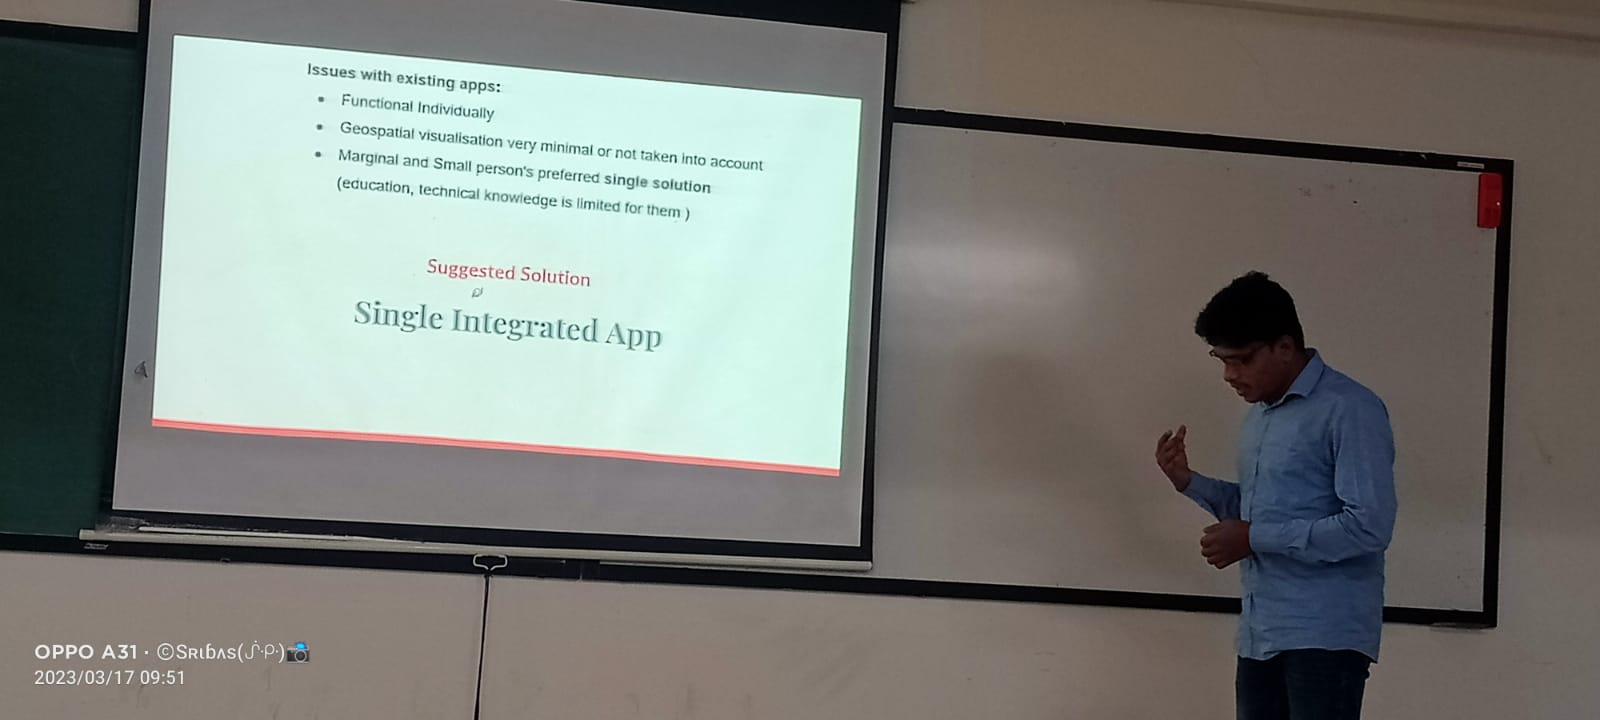 Issues with existing apps:
Functional Individually
Geospatial visualisation very minimal or not taken into account
Marginal and Small person's preferred single solution
(education, technical knowledge is limited for them )
Suggested Solution
Single Integrated App
OPPO A31 · ©Sʀɩɓʌs
2023/03/17 09:51